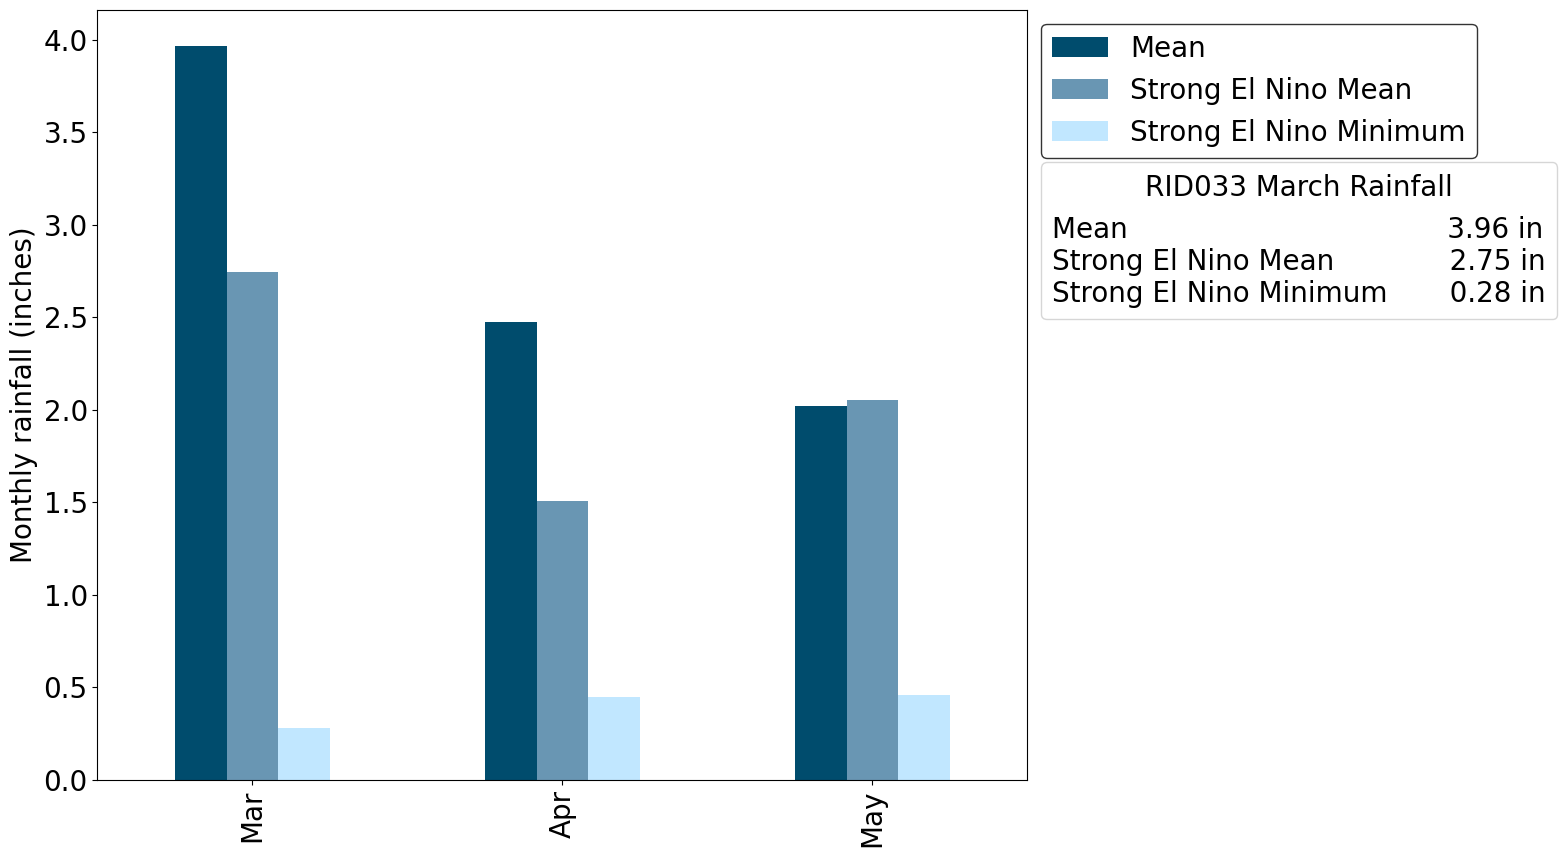 Monthly rainfall (inches)
4.0
3.5
3.0
2.5
2.0
1.5
1.0
0.5
0.0
Mar
Apr
May
Mean
Strong El Nino Mean
Strong El Nino Minimum
RID033 March Rainfall
Mean 3.96 in
Strong El Nino Mean 2.75 in
Strong El Nino Minimum 0.28 in